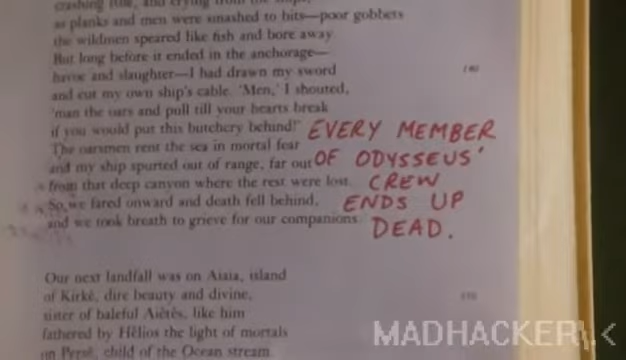 crashing
as planks and men were smashed to bits—poor gobbets
the wildmen speared like fish and bore away.
But long before it ended in the anchorage—
havoc and slaughter—I had drawn my sword
140
and cut my own ship's cable. 'Men,' I shouted,
'man the oars and pull till your hearts break
if you would put this butchery behind!'
The oarsmen rent the sea in mortal fear
and my ship spurted out of range, far out
from that deep canyon where the rest were lost.
So we fared onward and death fell behind,
and we took breath to grieve for our companions.
EVERY MEMBER
OF ODYSSEUS'
CREW
ENDS UP
DEAD.
Our next landfall was on Aiaia, island
of Kirkê, dire beauty and divine,
sister of baleful Aiêtês, like him
fathered by Hêlios the light of mortals
on Persê, child of the Ocean stream.
MADHACKER